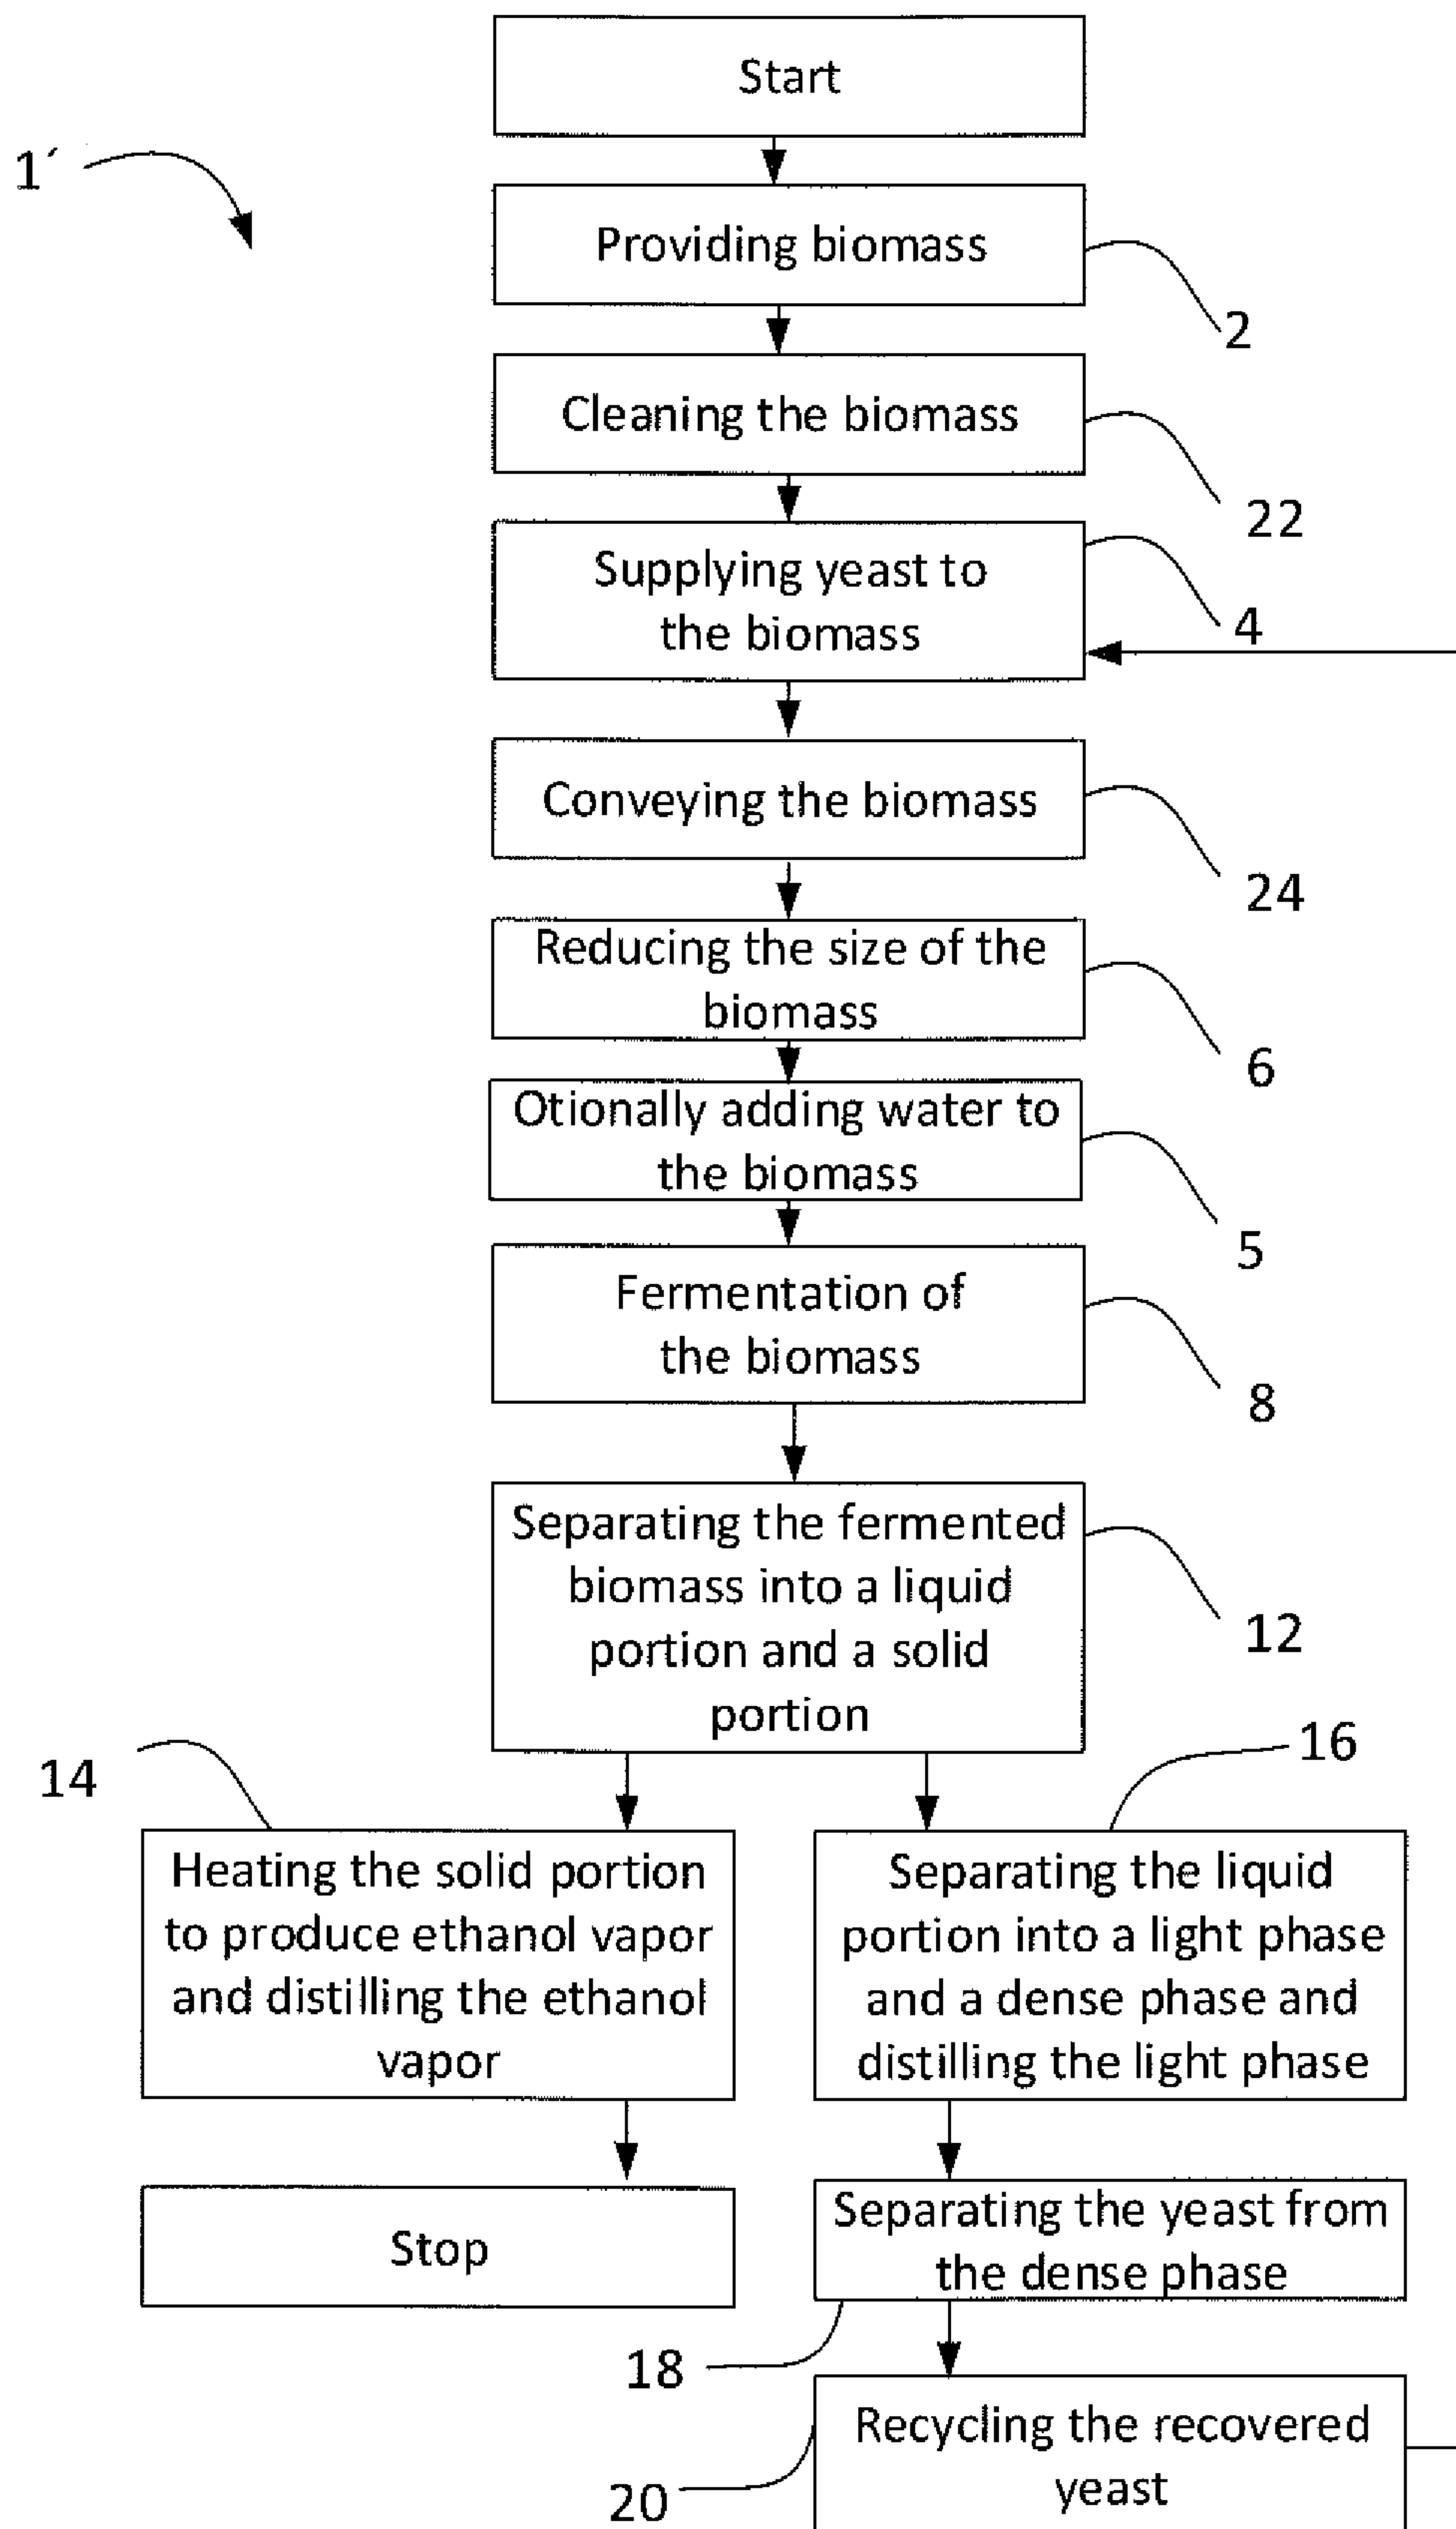 Start
1´
Providing biomass
2
Cleaning the biomass
22
Supplying yeast to
the biomass
4
Conveying the biomass
24
Reducing the size of the
biomass
6
Otionally adding water to
the biomass
5
Fermentation of
the biomass
8
Separating the fermented
biomass into a liquid
portion and a solid
portion
12
14
16
Heating the solid portion
to produce ethanol vapor
and distilling the ethanol
vapor
Separating the liquid
portion into a light phase
and a dense phase and
distilling the light phase
Stop
Separating the yeast from
the dense phase
18
Recycling the recovered
yeast
20